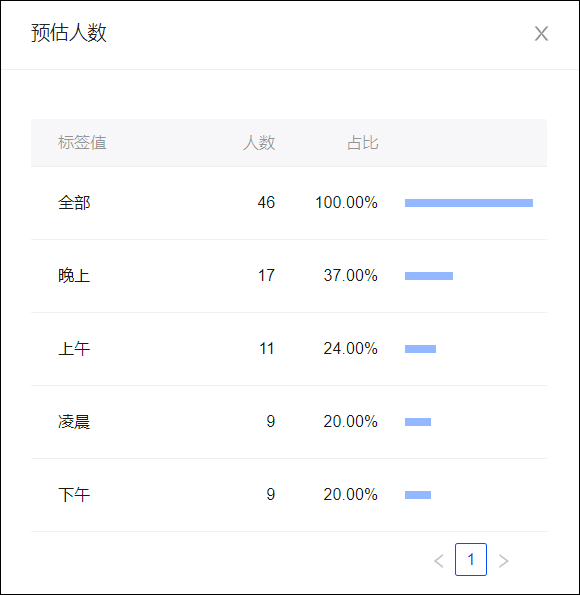 预估人数
标签值 人数 占比
全部 46 100.00%
晚上 17 37.00%
上午 11 24.00%
凌晨 9 20.00%
下午 9 20.00%
1